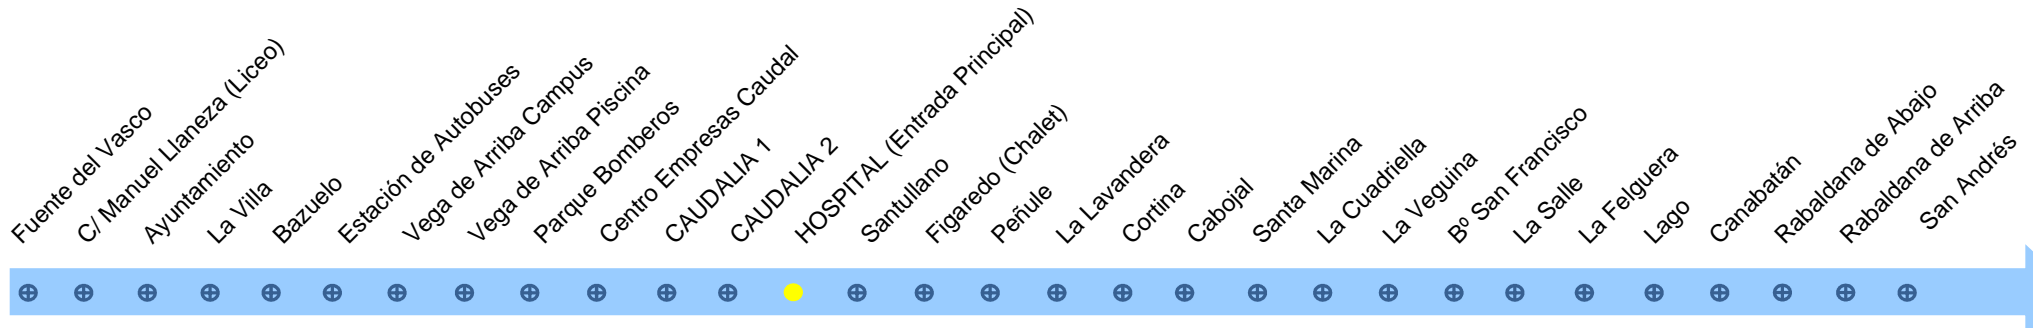 Fuente del Vasco
C/ Manuel Llaneza (Liceo)
Ayuntamiento
La Villa
Bazuelo
Estación de Autobuses
Vega de Arriba Campus
Vega de Arriba Piscina
Parque Bomberos
Centro Empresas Caudal
CAUDALIA 1
CAUDALIA 2
HOSPITAL (Entrada Principal)
Santullano
Figaredo (Chalet)
Peñule
La Lavandera
Cortina
Cabojal
Santa Marina
La Cuadriella
La Veguina
Bº San Francisco
La Salle
La Felguera
Lago
Canabatán
Rabaldana de Abajo
Rabaldana de Arriba
San Andrés